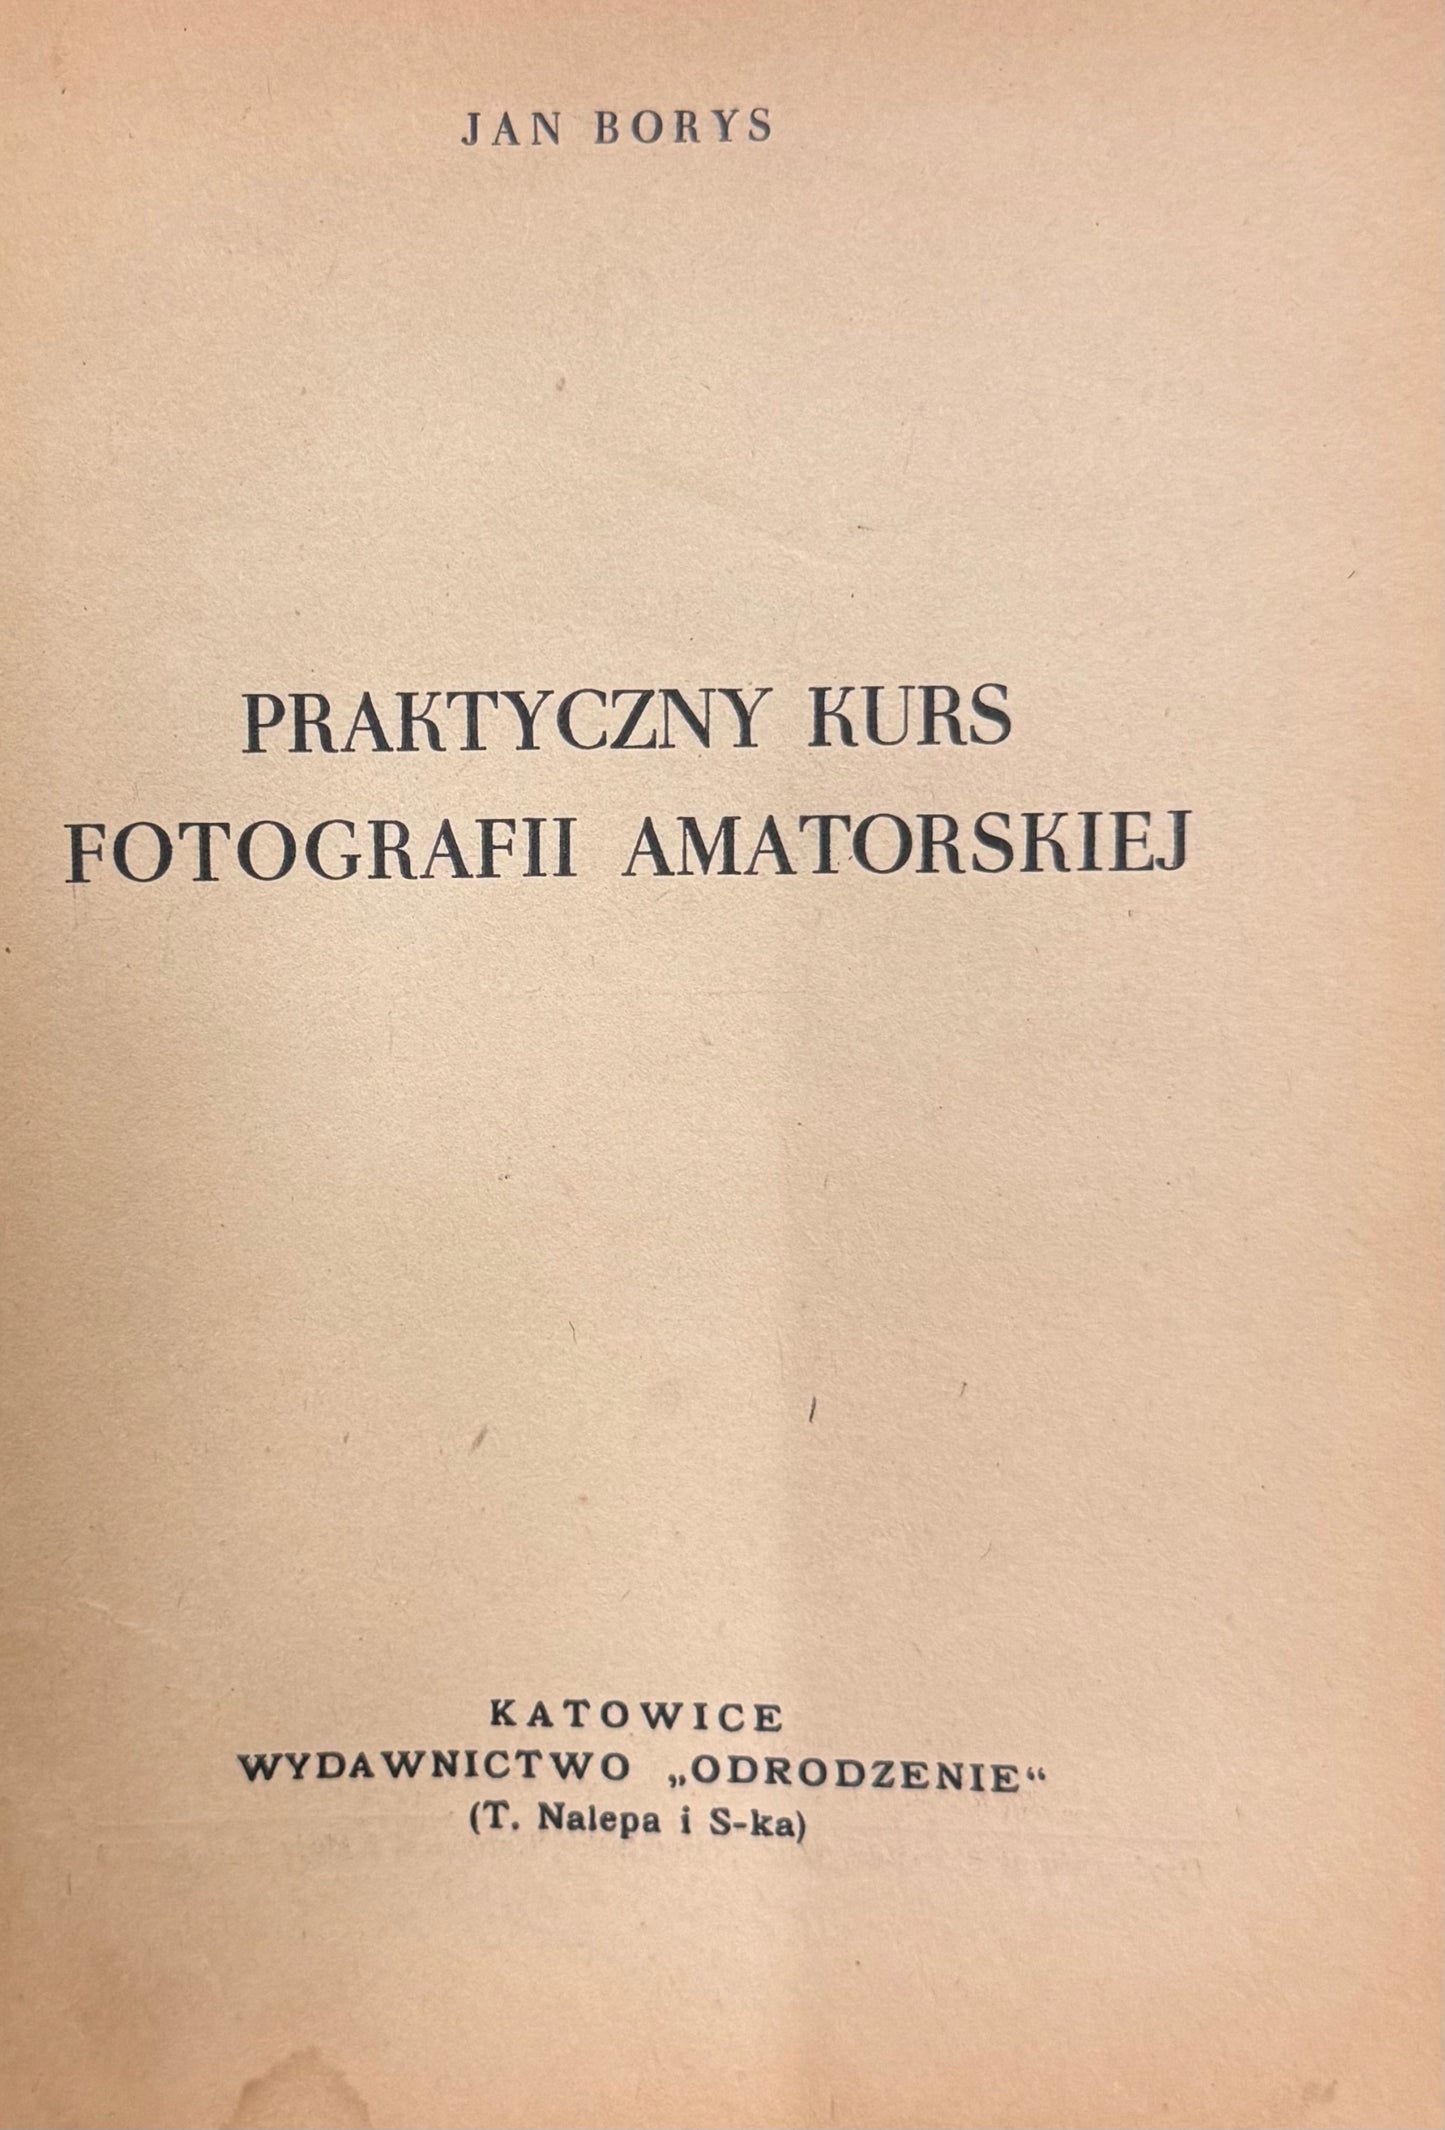 JAN BORYS
PRAKTYCZNY KURS
FOTOGRAFII AMATORSKIEJ
KATOWICE
WYDAWNICTWO „ODRODZENIE“
(T. Nalepa i S-ka)